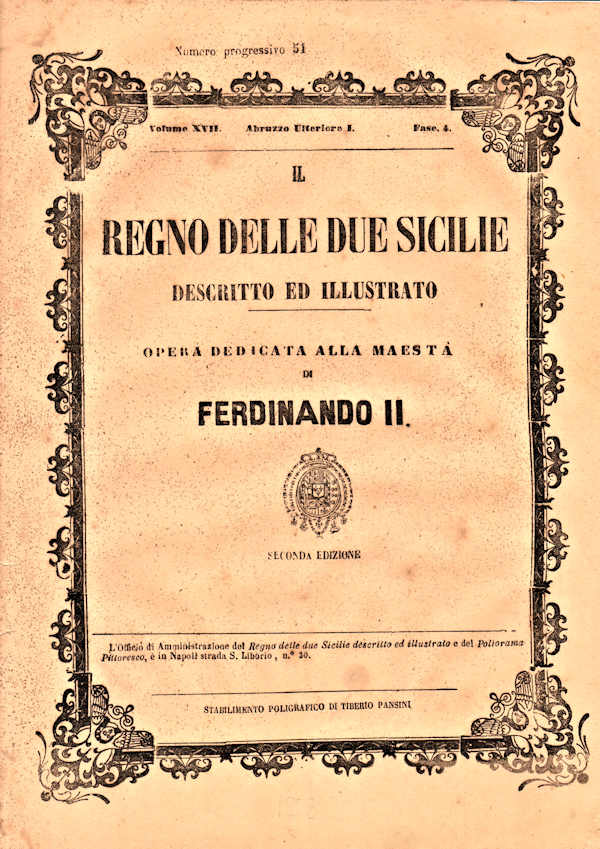 Numero progressivo 51
Volume XVII. Abruzzo Ulteriore I. Fasc. 4.
IL
REGNO DELLE DUE SICILIE
DESCRITTO ED ILLUSTRATO
OPERA DEDICATA ALLA MAESTÀ
DI
FERDINANDO II.
SECONDA EDIZIONE
L'Officio di Amministrazione del Regno delle due Sicilie descritto ed illustrato e del Poliorama
Pittoresco, è in Napoli strada S. Liborio, n.° 20.
STABILIMENTO POLIGRAFICO DI TIBERIO PANSINI